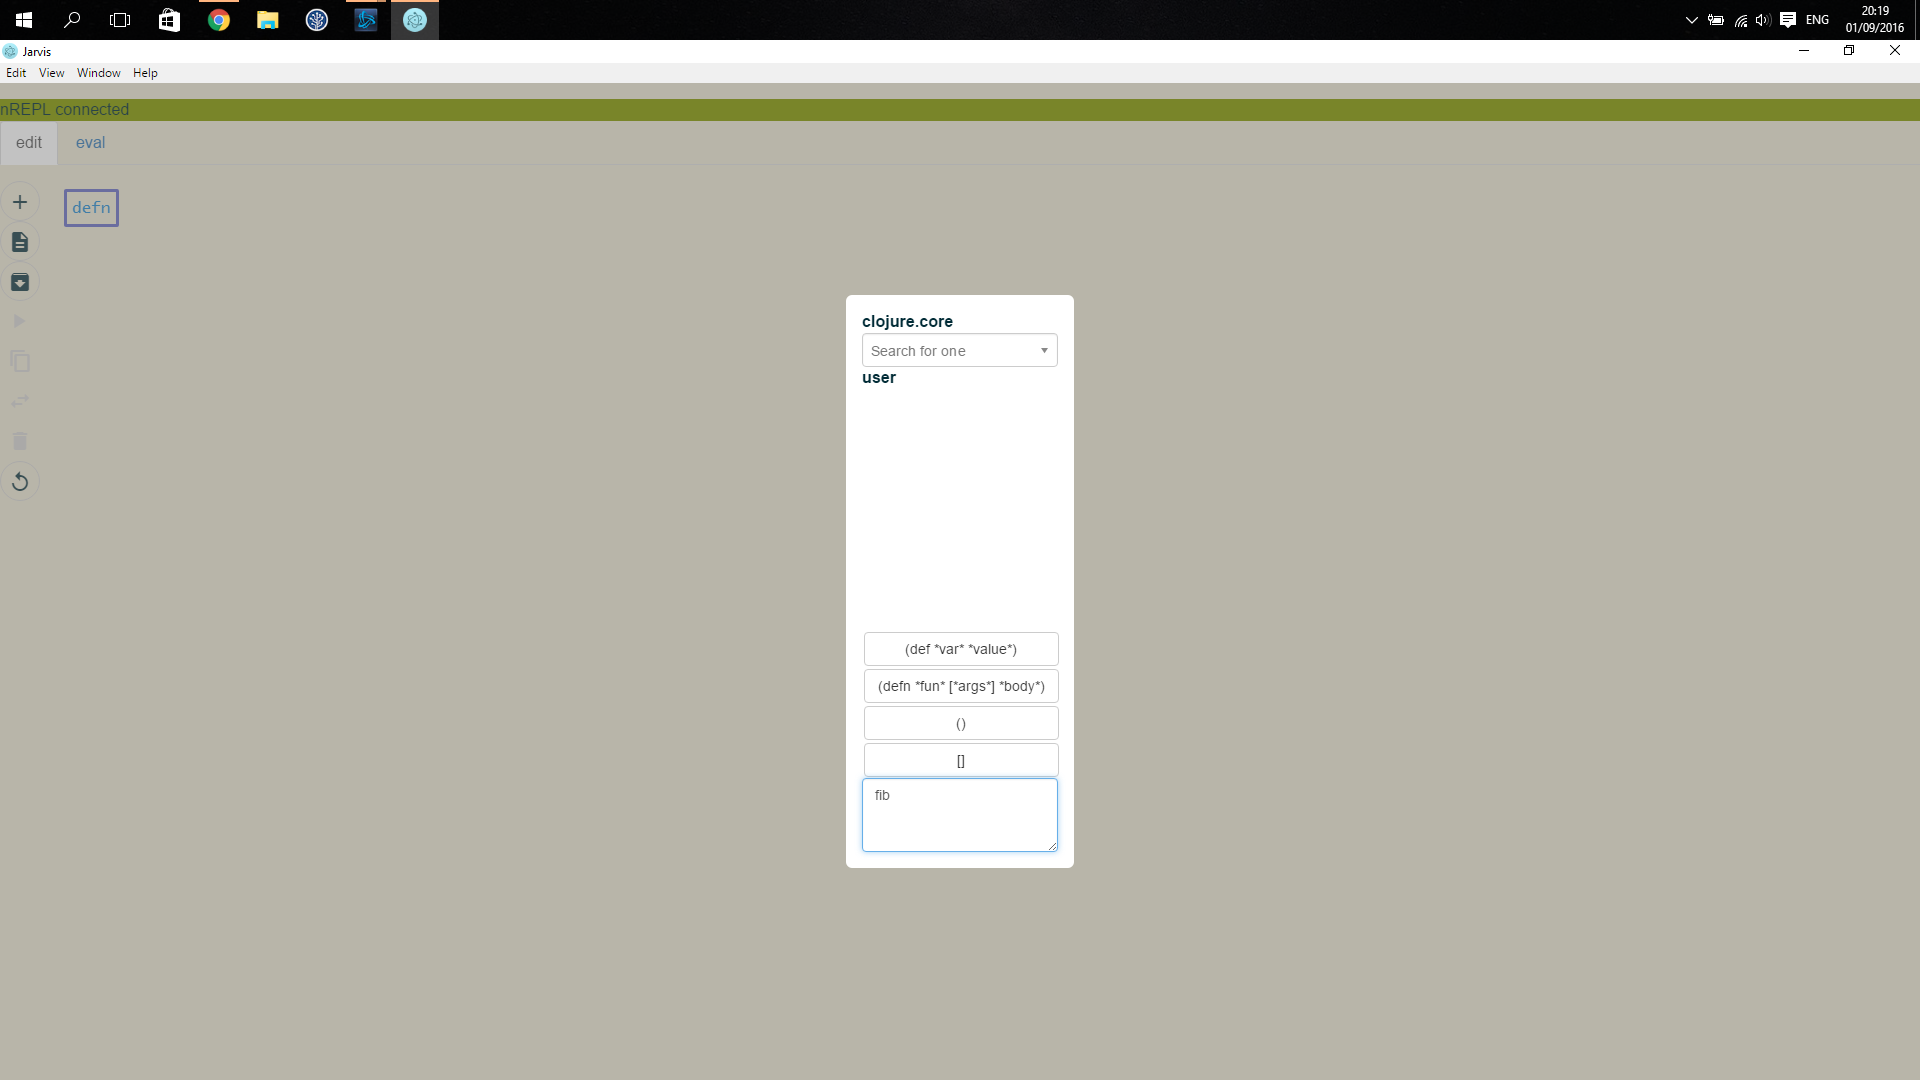 20:19
ENG
01/09/2016
Jarvis
Edit View Window Help
nREPL connected
edit eval
defn
clojure.core
Search for one
user
(def *var* *value*)
(defn *fun* [*args*] *body*)
()
[]
fib